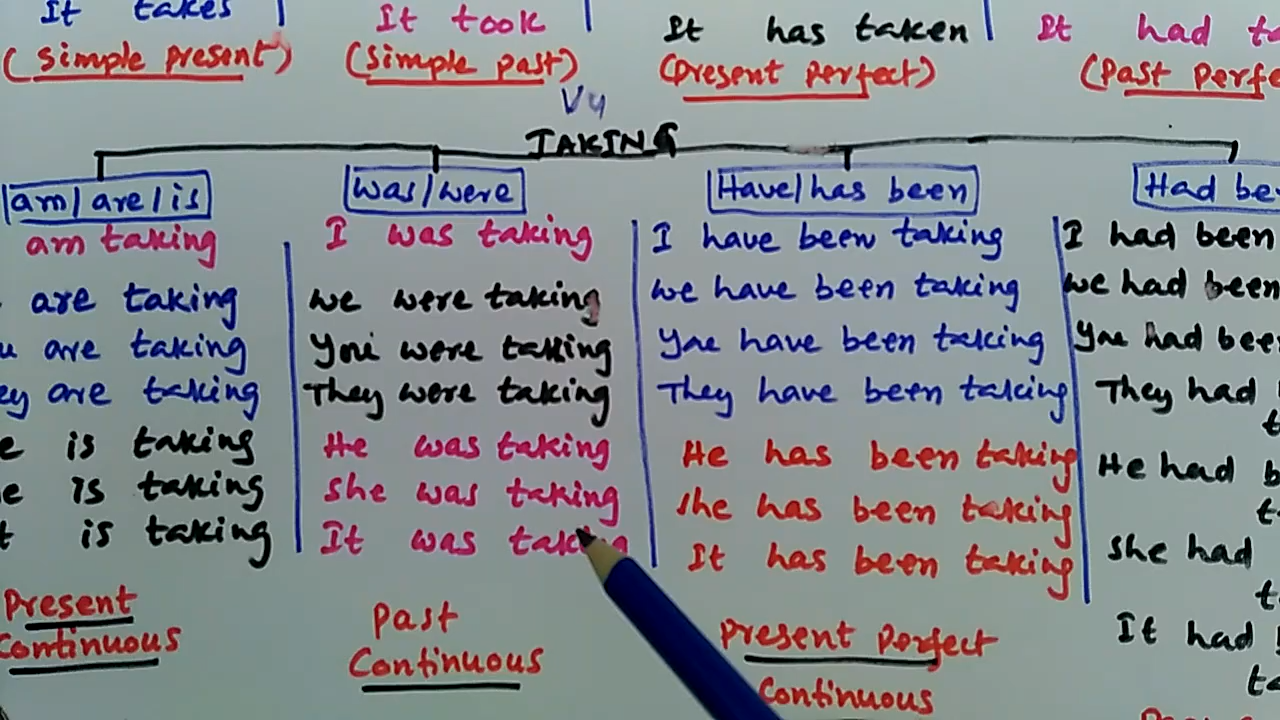 It takes
(Simple present)
It took
(Simple past)
It has taken
(Present perfect)
It had
(Past
V4
TAKING
am/are/is
am taking
are taking
are taking
are taking
is taking
is taking
is taking
Present
Continuous
Was/were
I was taking
We were taking
You were taking
They were taking
He was taking
She was taking
It was
Past
Continuous
Have/has been
I have been taking
We have been taking
You have been taking
They have been taking
He has been taking
She has been taking
It has been taking
Present Perfect
Continuous
Had
I had been
We had been
You had
They had
He had
She had
It had